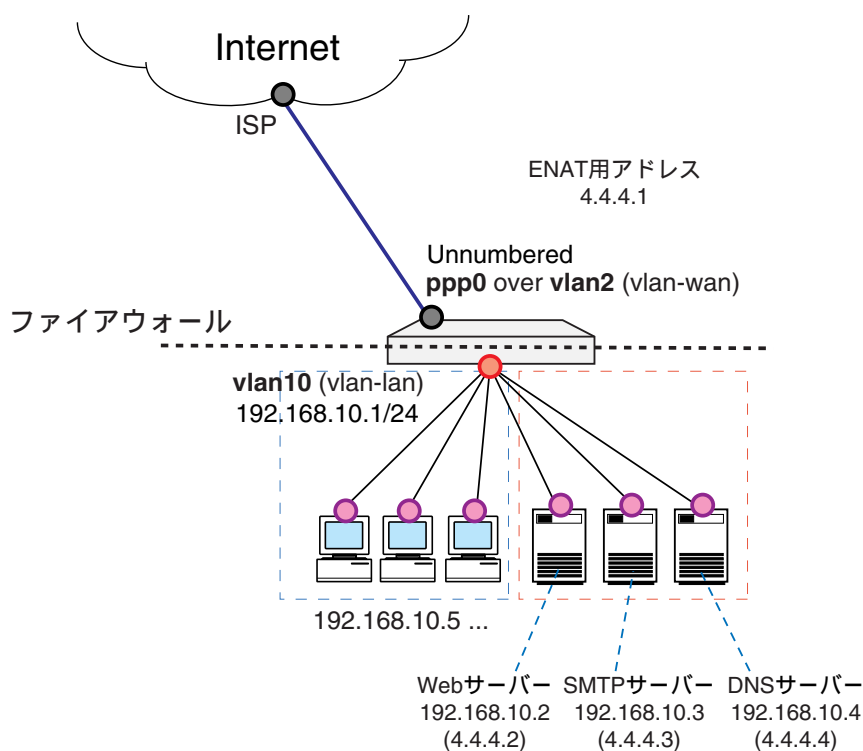 Internet
ISP
ENAT用アドレス
4.4.4.1
Unnumbered
ppp0 over vlan2 (vlan-wan)
ファイアウォール
vlan10 (vlan-lan)
192.168.10.1/24
192.168.10.5 ...
Webサーバー
192.168.10.2
(4.4.4.2)
SMTPサーバー
192.168.10.3
(4.4.4.3)
DNSサーバー
192.168.10.4
(4.4.4.4)